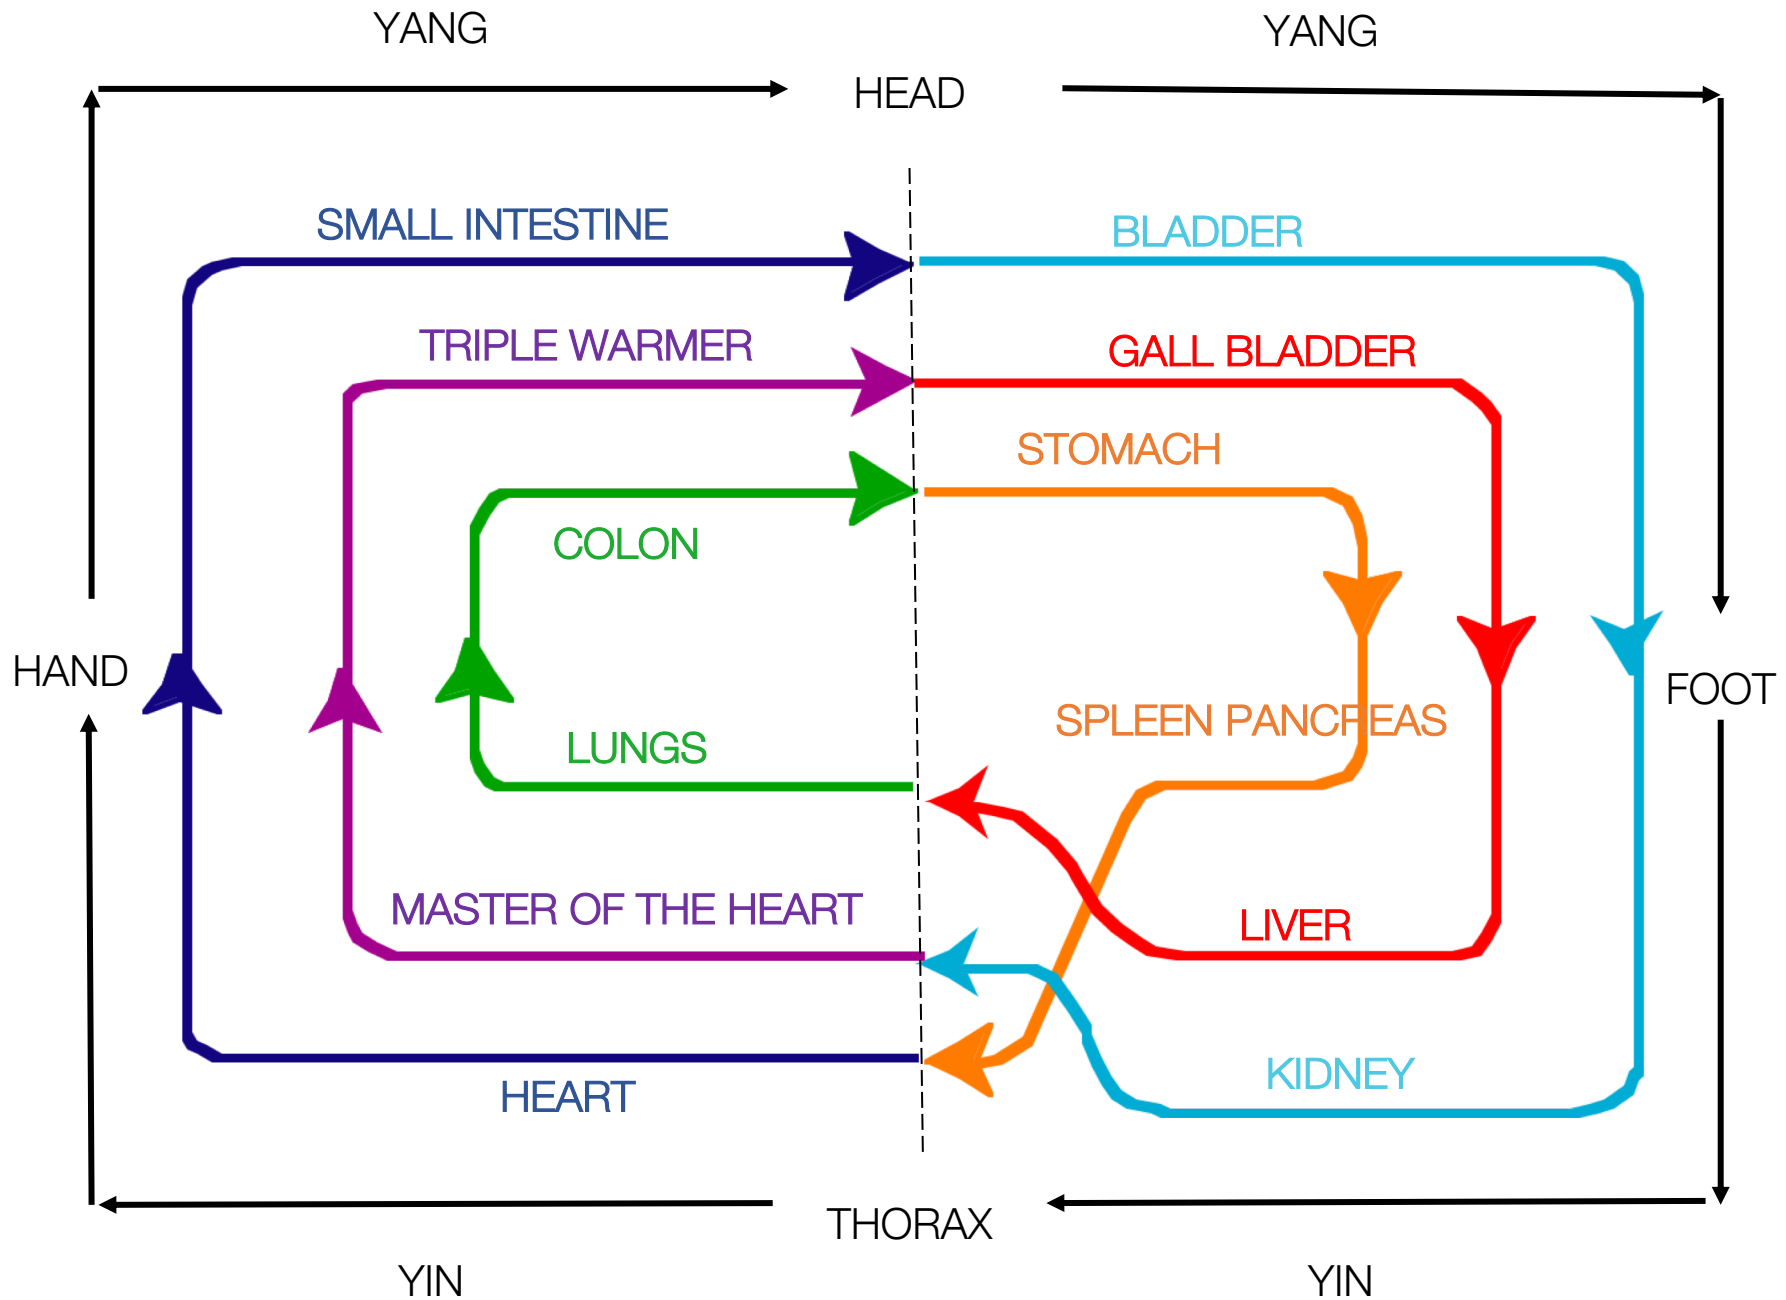 YANG
YANG
HEAD
SMALL INTESTINE
BLADDER
TRIPLE WARMER
GALL BLADDER
STOMACH
COLON
HAND
FOOT
SPLEEN PANCREAS
LUNGS
MASTER OF THE HEART
LIVER
KIDNEY
HEART
THORAX
YIN
YIN